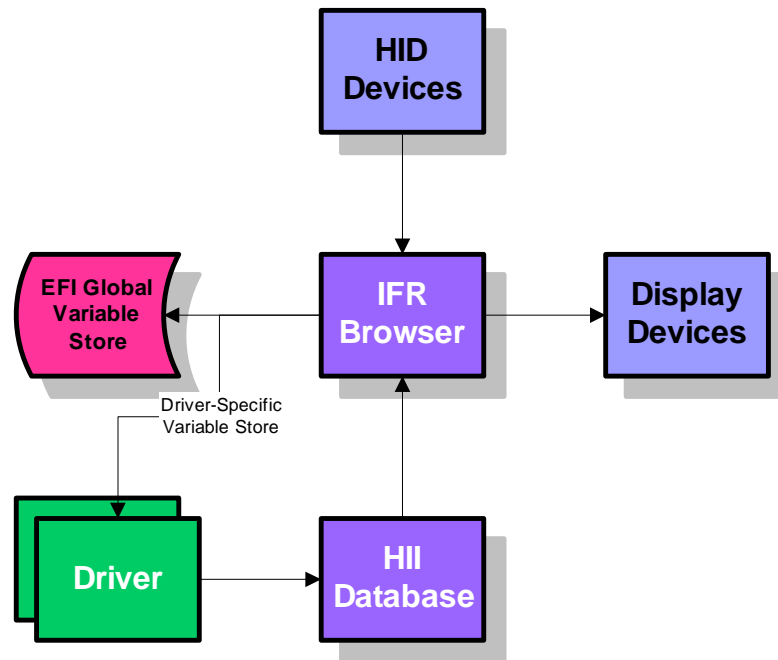 HID
Devices
EFI Global
Variable
Store
IFR
Browser
Display
Devices
Driver-Specific
Variable Store
Driver
HII
Database